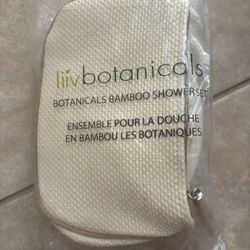 liivbotanicals
BOTANICALS BAMBOO SHOWER SET
ENSEMBLE POUR LA DOUCHE
EN BAMBOU LES BOTANIQUES